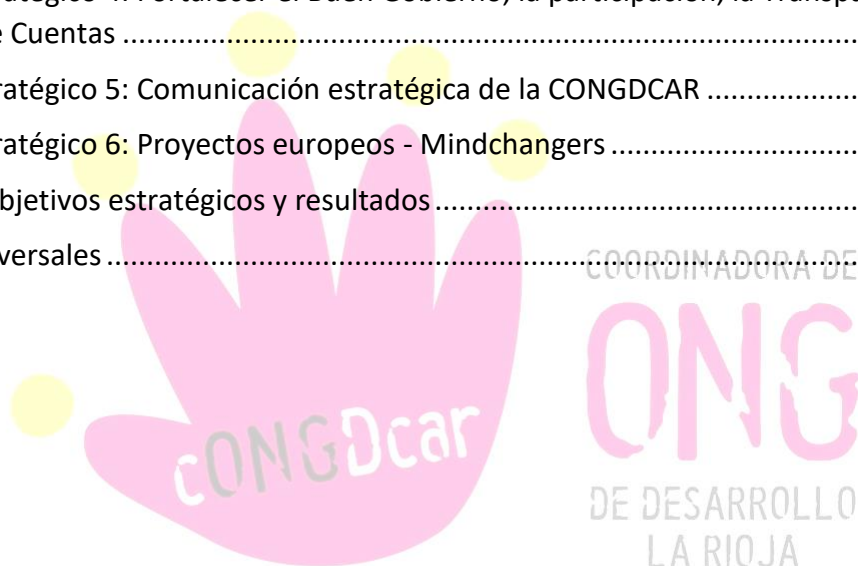 Cuentas ................................................
ratégico 5: Comunicación estratégica de la CONGDCAR ................
ratégico 6: Proyectos europeos - Mindchangers ................
bjetivos estratégicos y resultados ................
versales ................
COORDINADORA DE
ONG
cONGDcar
DE DESARROLLO
LA RIOJA